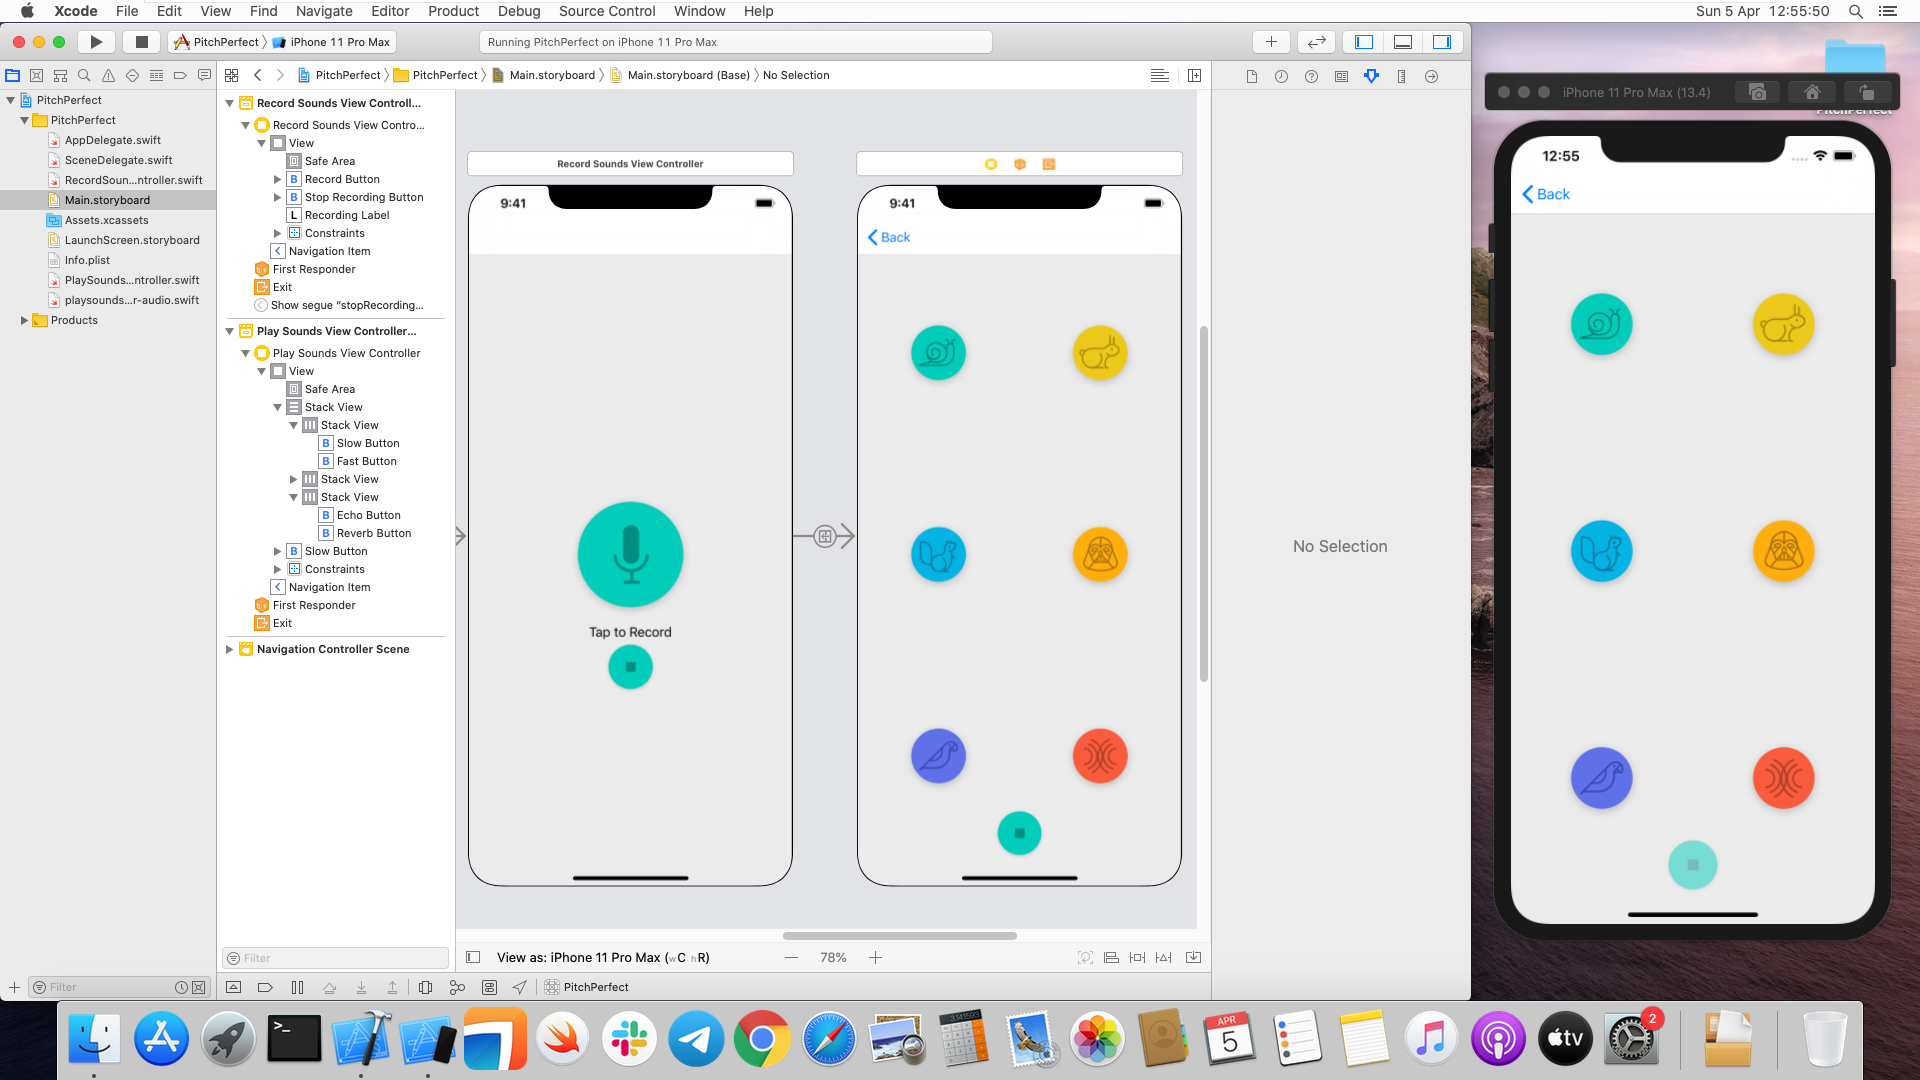 Xcode File Edit View Find Navigate Editor Product Debug Source Control Window Help
Sun 5 Apr 12:55:50
PitchPerfect iPhone 11 Pro Max
Running PitchPerfect on iPhone 11 Pro Max
PitchPerfect PitchPerfect Main.storyboard Main.storyboard (Base) No Selection
PitchPerfect
PitchPerfect
AppDelegate.swift
SceneDelegate.swift
RecordSoun...ntroller.swift
Main.storyboard
Assets.xcassets
LaunchScreen.storyboard
Info.plist
PlaySounds...ntroller.swift
playsounds...r-audio.swift
Products
Filter
Record Sounds View Controll...
Record Sounds View Contro...
View
Safe Area
B Record Button
B Stop Recording Button
L Recording Label
Constraints
Navigation Item
First Responder
Exit
Show segue “stopRecording...
Play Sounds View Controller...
Play Sounds View Controller
View
Safe Area
Stack View
Stack View
B Slow Button
B Fast Button
Stack View
Stack View
B Echo Button
B Reverb Button
B Slow Button
Constraints
Navigation Item
First Responder
Exit
Navigation Controller Scene
Filter
Record Sounds View Controller
9:41
Tap to Record
9:41
Back
View as: iPhone 11 Pro Max (wC hR)
78%
PitchPerfect
No Selection
iPhone 11 Pro Max (13.4)
PitchPerfect
12:55
Back
>_
3.141593
APR
5
tv
2